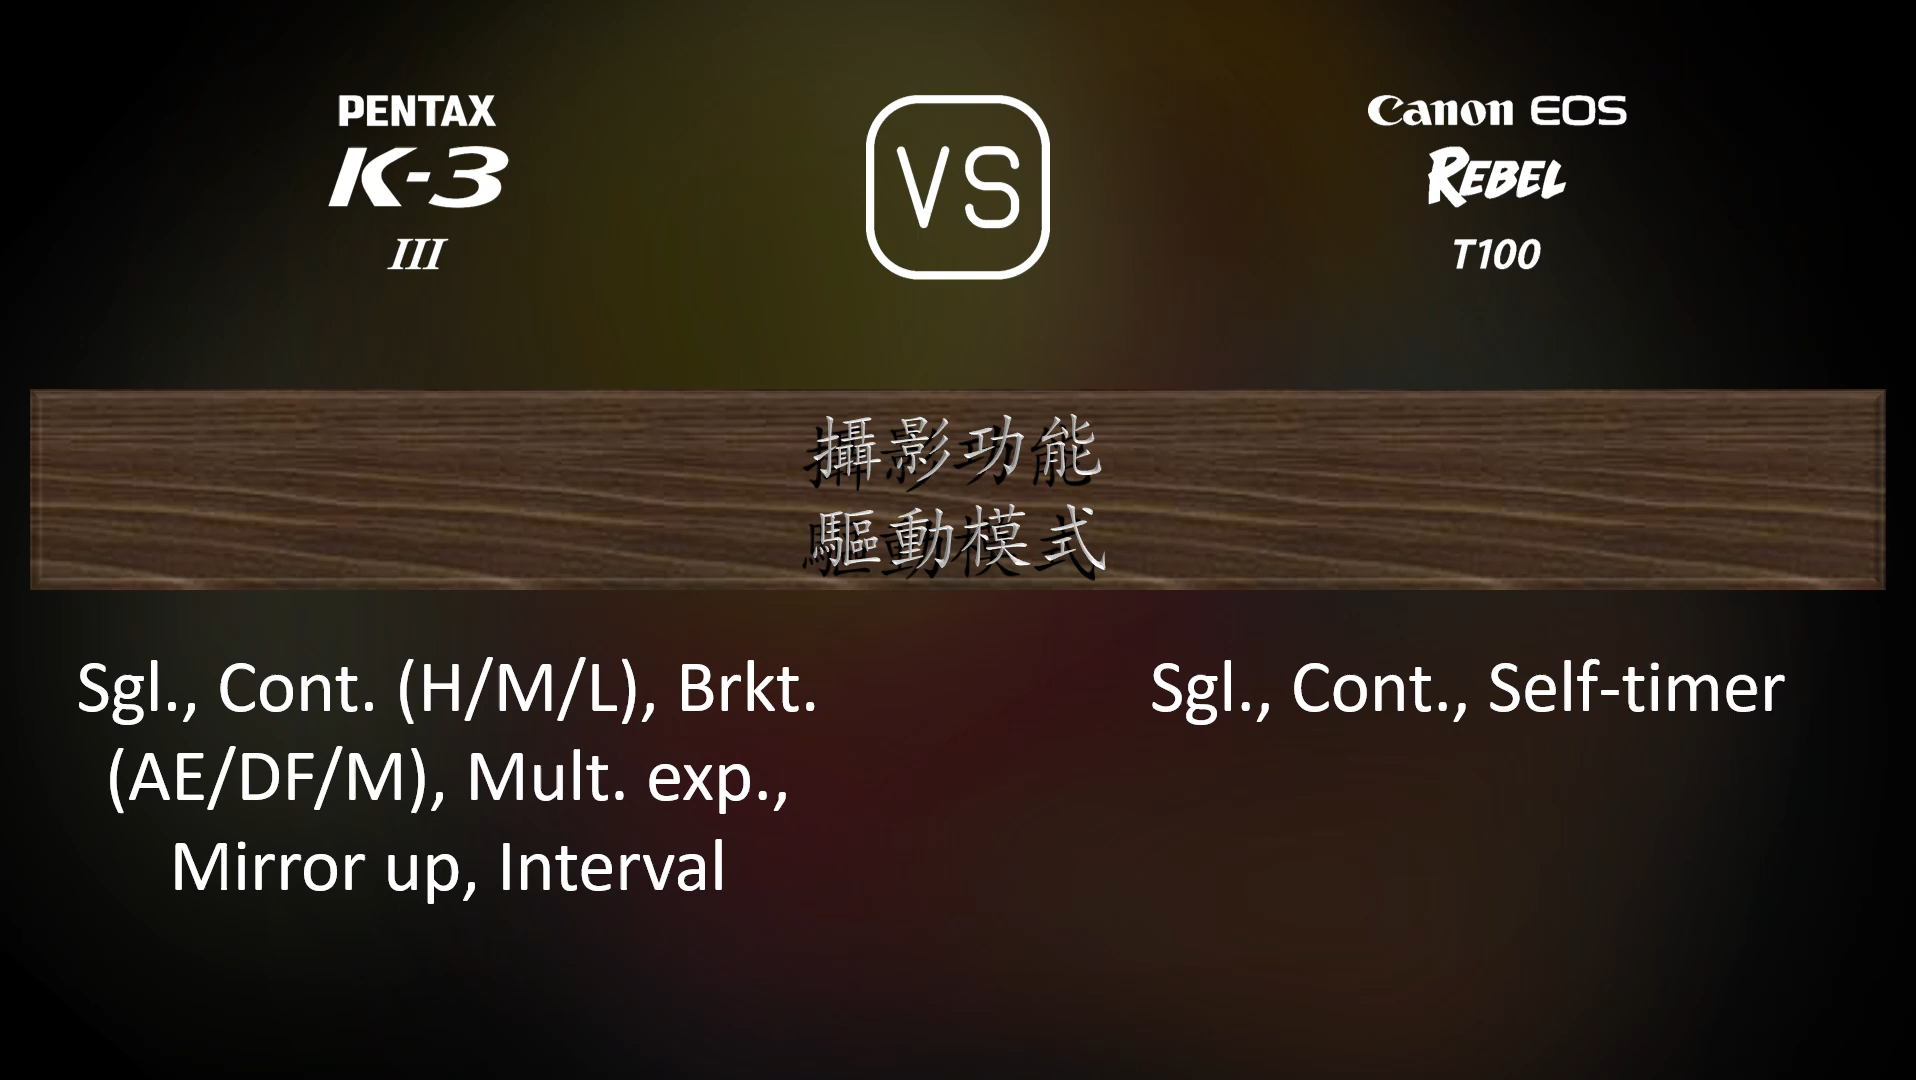 PENTAX
K-3
III
VS
Canon EOS
REBEL
T100
攝影功能
驅動模式
Sgl., Cont. (H/M/L), Brkt.
(AE/DF/M), Mult. exp.,
Mirror up, Interval
Sgl., Cont., Self-timer